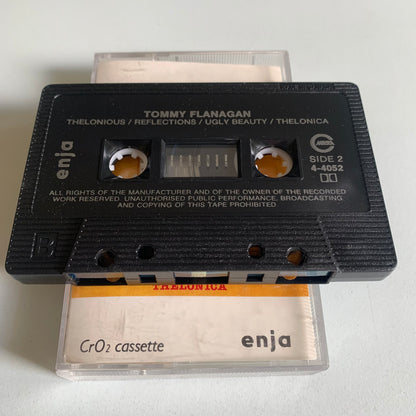 TOMMY FLANAGAN
THELONIOUS / REFLECTIONS / UGLY BEAUTY / THELONICA
enja
SIDE 2
4-4052
ALL RIGHTS OF THE MANUFACTURER AND OF THE OWNER OF THE RECORDED
WORK RESERVED. UNAUTHORISED PUBLIC PERFORMANCE, BROADCASTING
AND COPYING OF THIS TAPE PROHIBITED
B
THELONICA
CrO₂ cassette
enja